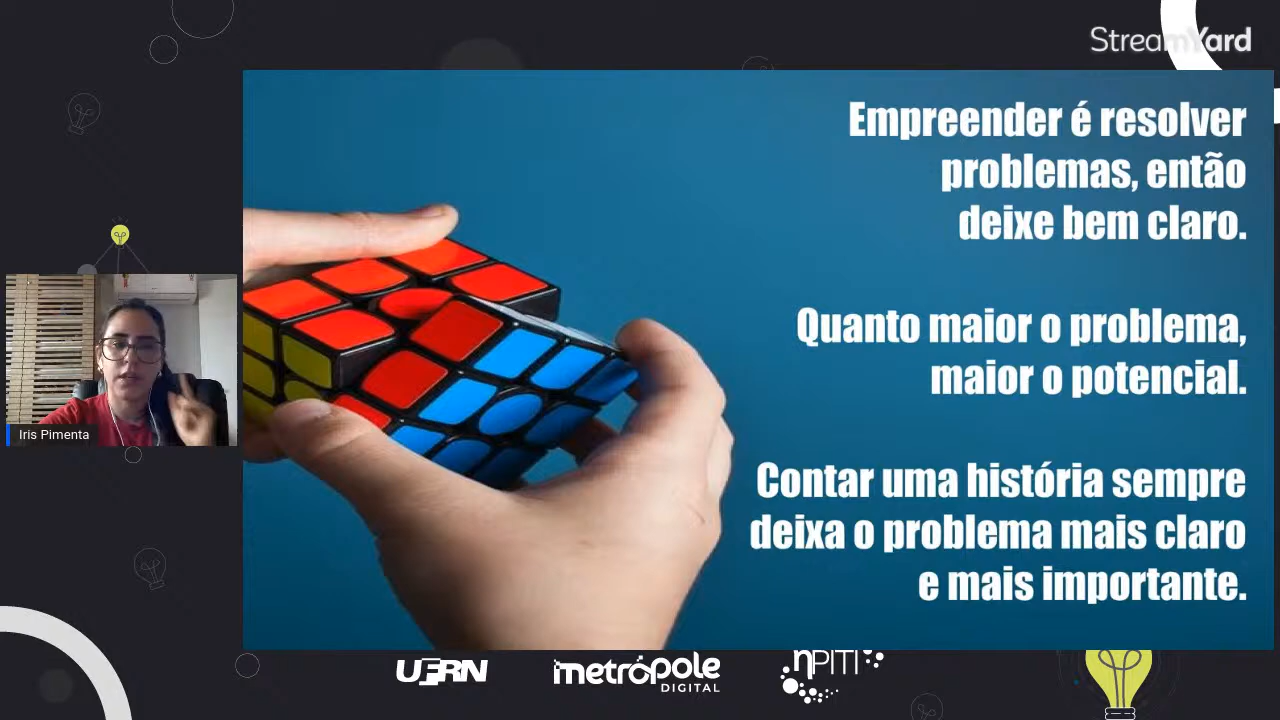 StreamYard
Empreender é resolver
problemas, então
deixe bem claro.
Quanto maior o problema,
maior o potencial.
Contar uma história sempre
deixa o problema mais claro
e mais importante.
Iris Pimenta
UFRN
metrópole
DIGITAL
nPITI